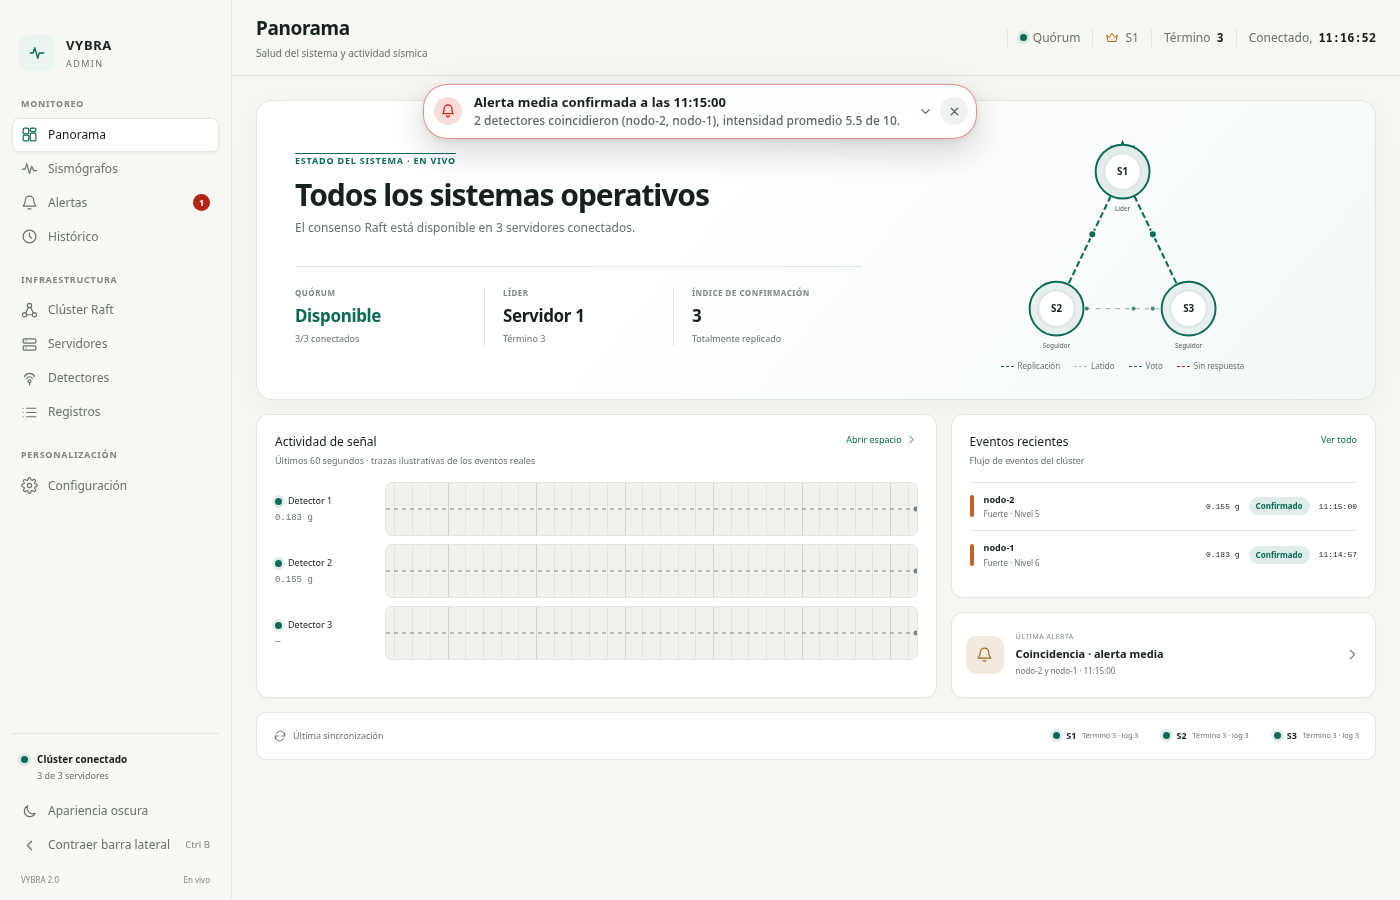 VYBRA
ADMIN
MONITOREO
Panorama
Sismógrafos
Alertas
1
Histórico
INFRAESTRUCTURA
Clúster Raft
Servidores
Detectores
Registros
PERSONALIZACIÓN
Configuración
Clúster conectado
3 de 3 servidores
Apariencia oscura
Contraer barra lateral Ctrl B
VYBRA 2.0 En vivo
Panorama
Salud del sistema y actividad sísmica
Quórum S1 Término 3 Conectado, 11:16:52
Alerta media confirmada a las 11:15:00
2 detectores coincidieron (nodo-2, nodo-1), intensidad promedio 5.5 de 10.
ESTADO DEL SISTEMA · EN VIVO
Todos los sistemas operativos
El consenso Raft está disponible en 3 servidores conectados.
QUÓRUM
Disponible
3/3 conectados
LÍDER
Servidor 1
Término 3
ÍNDICE DE CONFIRMACIÓN
3
Totalmente replicado
S1
Líder
S2
Seguidor
S3
Seguidor
Replicación Latido Voto Sin respuesta
Actividad de señal
Abrir espacio
Últimos 60 segundos · trazas ilustrativas de los eventos reales
Detector 1
0.183 g
Detector 2
0.155 g
Detector 3
—
Eventos recientes
Ver todo
Flujo de eventos del clúster
nodo-2
Fuerte · Nivel 5
0.155 g Confirmado 11:15:00
nodo-1
Fuerte · Nivel 6
0.183 g Confirmado 11:14:57
ÚLTIMA ALERTA
Coincidencia · alerta media
nodo-2 y nodo-1 · 11:15:00
Última sincronización
S1 Término 3 · log 3
S2 Término 3 · log 3
S3 Término 3 · log 3